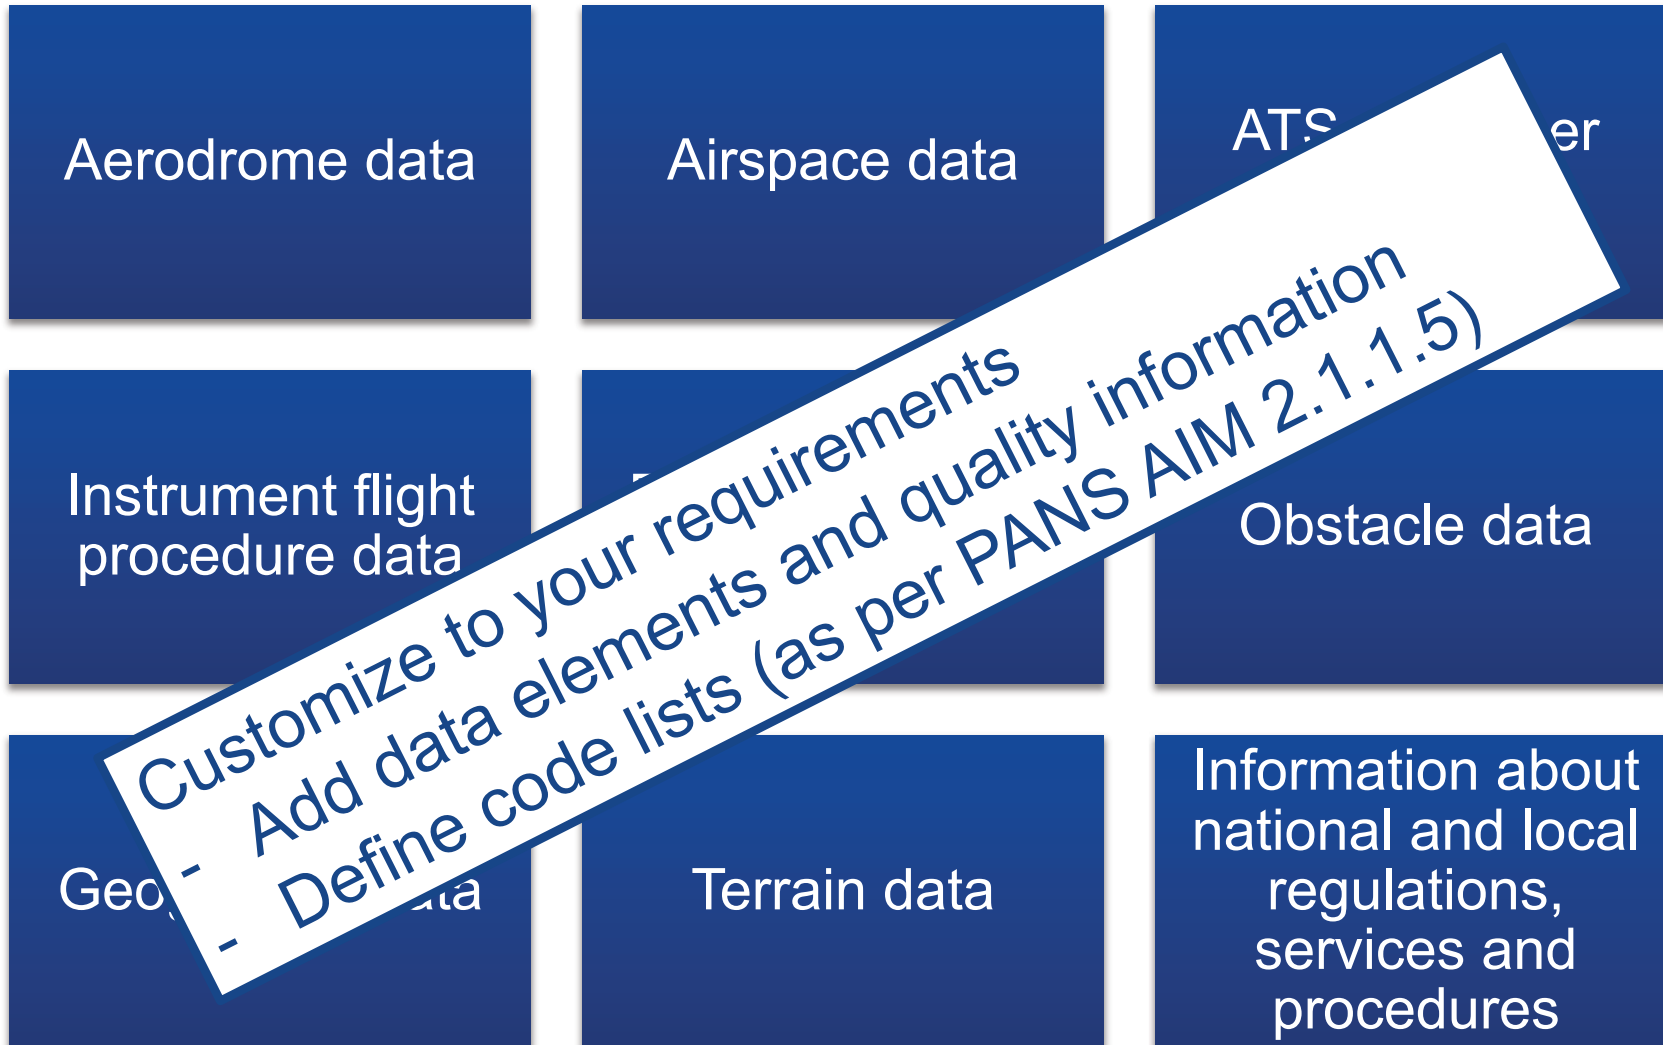 Aerodrome data
Airspace data
ATS er
Instrument flight
procedure data
Obstacle data
Customize to your requirements
- Add data elements and quality information
- Define code lists (as per PANS AIM 2.1.1.5)
Terrain data
Information about
national and local
regulations,
services and
procedures